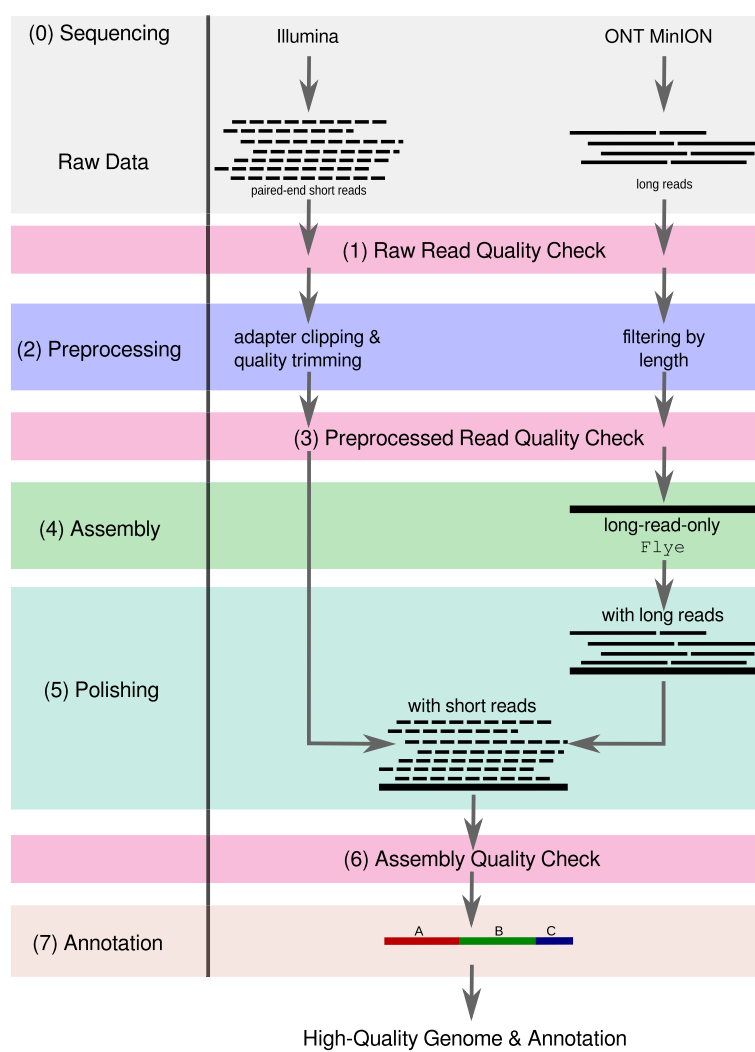 (0) Sequencing
Illumina
ONT MinION
Raw Data
paired-end short reads
long reads
(1) Raw Read Quality Check
(2) Preprocessing
adapter clipping &
quality trimming
filtering by
length
(3) Preprocessed Read Quality Check
(4) Assembly
long-read-only
Flye
with long reads
(5) Polishing
with short reads
(6) Assembly Quality Check
(7) Annotation
A B C
High-Quality Genome & Annotation